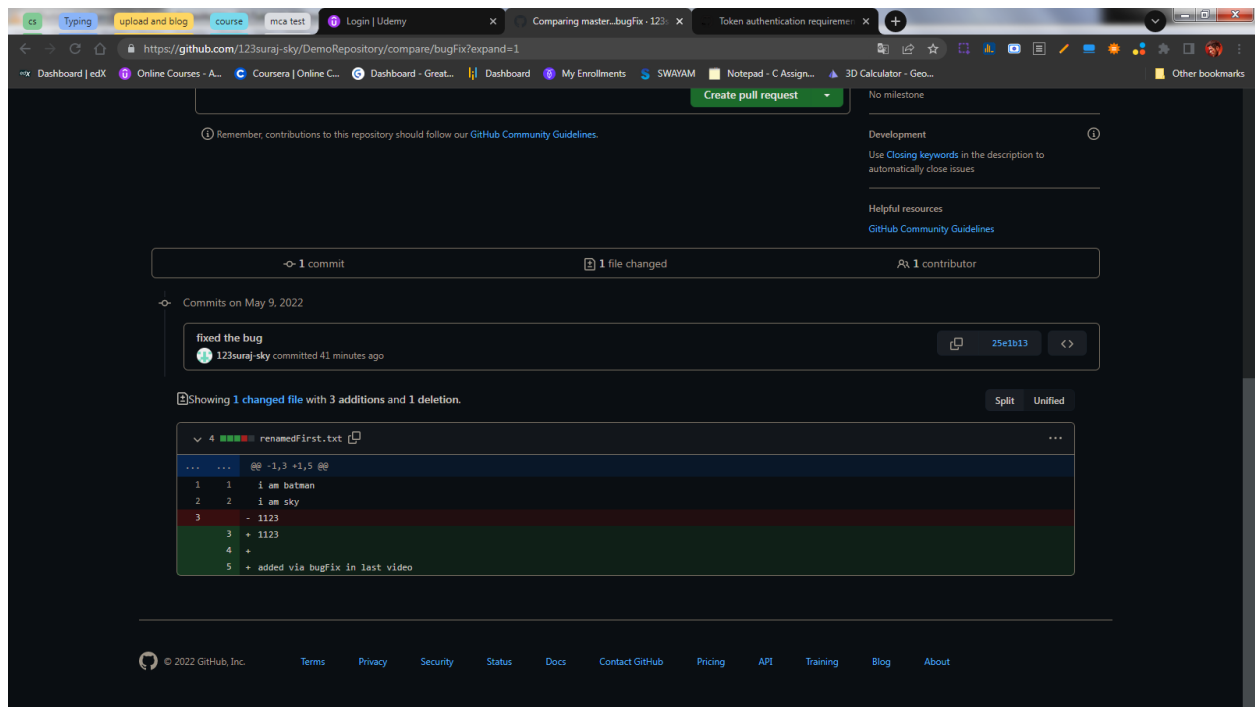 cs Typing upload and blog course mca test Login | Udemy Comparing master...bugFix · 123s Token authentication requiremen
https://github.com/123suraj-sky/DemoRepository/compare/bugFix?expand=1
Dashboard | edX Online Courses - A... Coursera | Online C... Dashboard - Great... Dashboard My Enrollments SWAYAM Notepad - C Assign... 3D Calculator - Geo... Other bookmarks
Create pull request
No milestone
Remember, contributions to this repository should follow our GitHub Community Guidelines.
Development
Use Closing keywords in the description to
automatically close issues
Helpful resources
GitHub Community Guidelines
1 commit 1 file changed 1 contributor
Commits on May 9, 2022
fixed the bug
123suraj-sky committed 41 minutes ago
25e1b13
Showing 1 changed file with 3 additions and 1 deletion.
Split Unified
4 renamedFirst.txt
... ... @@ -1,3 +1,5 @@
1 1 i am batman
2 2 i am sky
3 - 1123
3 + 1123
4 +
5 + added via bugFix in last video
© 2022 GitHub, Inc. Terms Privacy Security Status Docs Contact GitHub Pricing API Training Blog About